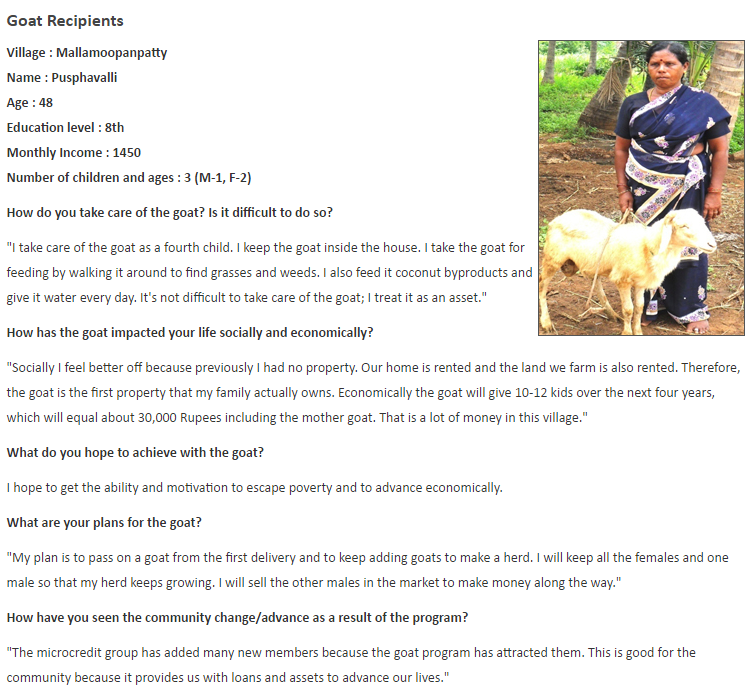 Goat Recipients
Village : Mallamoopanpatty
Name : Pusphavalli
Age : 48
Education level : 8th
Monthly Income : 1450
Number of children and ages : 3 (M-1, F-2)
How do you take care of the goat? Is it difficult to do so?
"I take care of the goat as a fourth child. I keep the goat inside the house. I take the goat for
feeding by walking it around to find grasses and weeds. I also feed it coconut byproducts and
give it water every day. It's not difficult to take care of the goat; I treat it as an asset."
How has the goat impacted your life socially and economically?
"Socially I feel better off because previously I had no property. Our home is rented and the land we farm is also rented. Therefore,
the goat is the first property that my family actually owns. Economically the goat will give 10-12 kids over the next four years,
which will equal about 30,000 Rupees including the mother goat. That is a lot of money in this village."
What do you hope to achieve with the goat?
I hope to get the ability and motivation to escape poverty and to advance economically.
What are your plans for the goat?
"My plan is to pass on a goat from the first delivery and to keep adding goats to make a herd. I will keep all the females and one
male so that my herd keeps growing. I will sell the other males in the market to make money along the way."
How have you seen the community change/advance as a result of the program?
"The microcredit group has added many new members because the goat program has attracted them. This is good for the
community because it provides us with loans and assets to advance our lives."